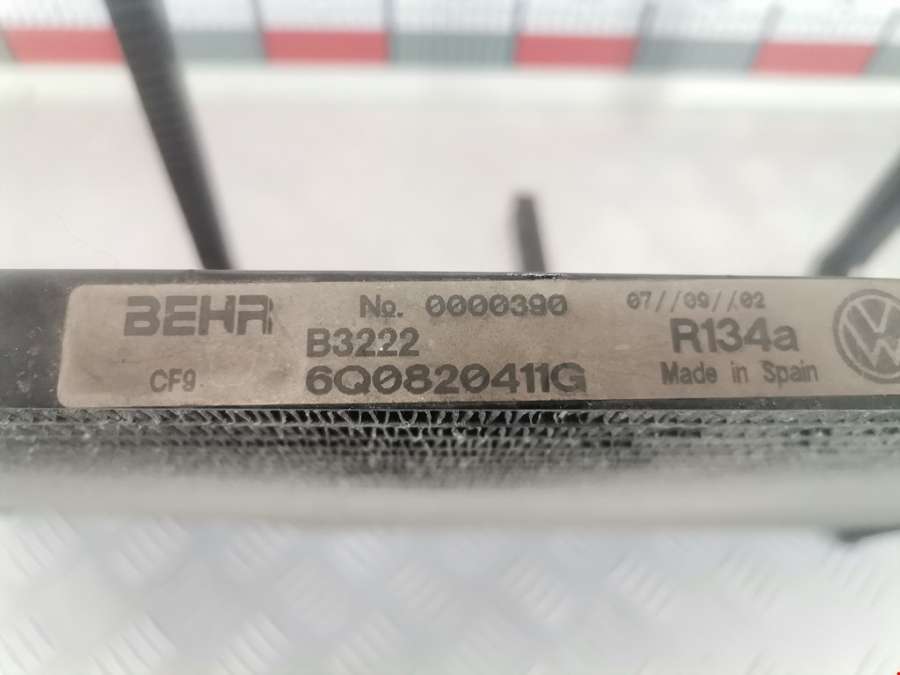 BEHR
No. 0000390
07//09//02
B3222
R134a
CF9
6Q0820411G
Made in Spain